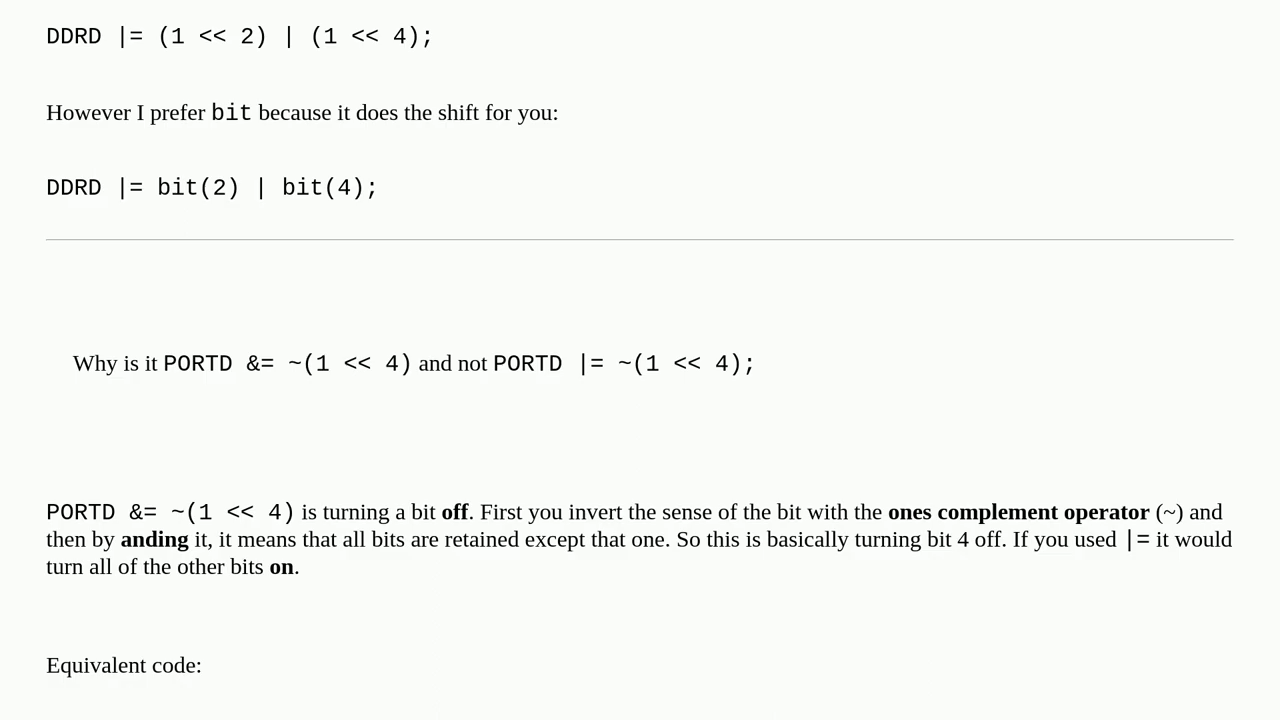 DDRD |= (1 << 2) | (1 << 4);
However I prefer bit because it does the shift for you:
DDRD |= bit(2) | bit(4);
Why is it PORTD &= ~(1 << 4) and not PORTD |= ~(1 << 4);
PORTD &= ~(1 << 4) is turning a bit off. First you invert the sense of the bit with the ones complement operator (~) and
then by anding it, it means that all bits are retained except that one. So this is basically turning bit 4 off. If you used |= it would
turn all of the other bits on.
Equivalent code: